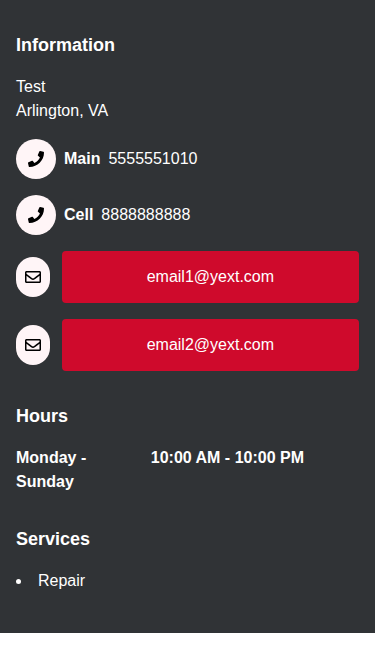 Information
Test
Arlington, VA
Main 5555551010
Cell 8888888888
email1@yext.com
email2@yext.com
Hours
Monday - 10:00 AM - 10:00 PM
Sunday
Services
• Repair